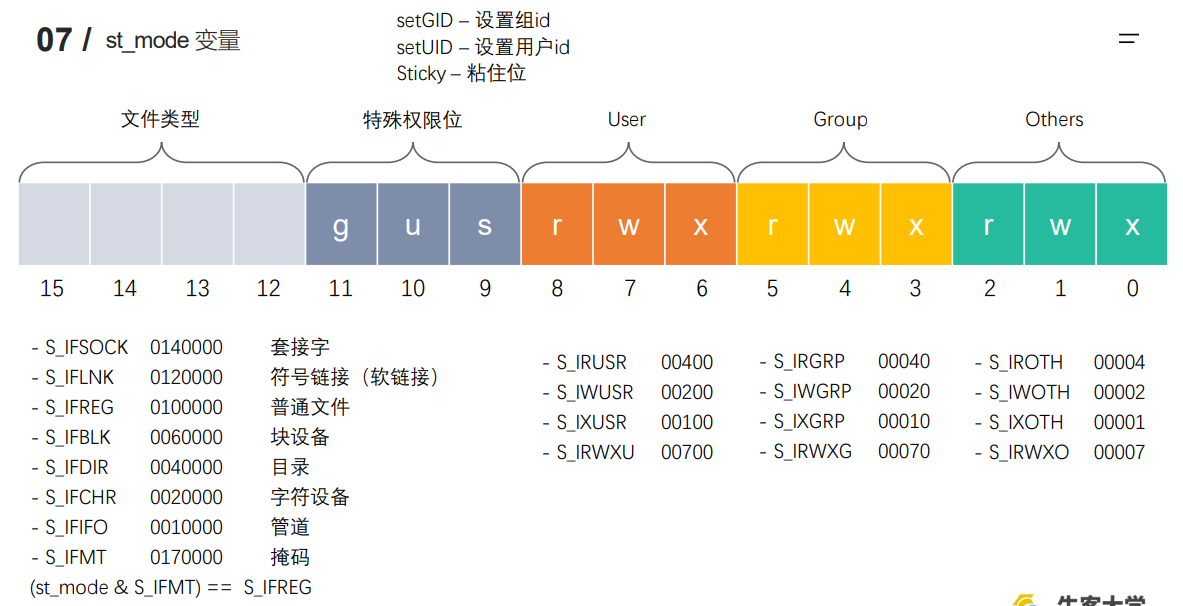 07 / st_mode 变量
setGID – 设置组id
setUID – 设置用户id
Sticky – 粘住位
文件类型 特殊权限位 User Group Others
g u s r w x r w x r w x
15 14 13 12 11 10 9 8 7 6 5 4 3 2 1 0
- S_IFSOCK 0140000 套接字
- S_IFLNK 0120000 符号链接（软链接）
- S_IFREG 0100000 普通文件
- S_IFBLK 0060000 块设备
- S_IFDIR 0040000 目录
- S_IFCHR 0020000 字符设备
- S_IFIFO 0010000 管道
- S_IFMT 0170000 掩码
(st_mode & S_IFMT) == S_IFREG
- S_IRUSR 00400
- S_IWUSR 00200
- S_IXUSR 00100
- S_IRWXU 00700
- S_IRGRP 00040
- S_IWGRP 00020
- S_IXGRP 00010
- S_IRWXG 00070
- S_IROTH 00004
- S_IWOTH 00002
- S_IXOTH 00001
- S_IRWXO 00007
牛客大学